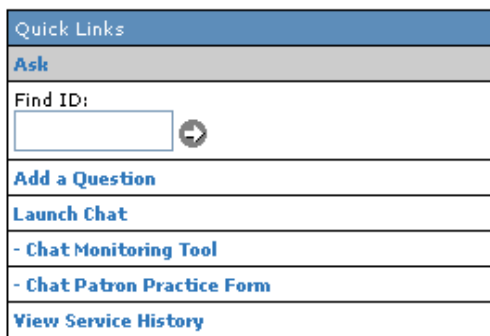 Quick Links
Ask
Find ID:
Add a Question
Launch Chat
- Chat Monitoring Tool
- Chat Patron Practice Form
View Service History